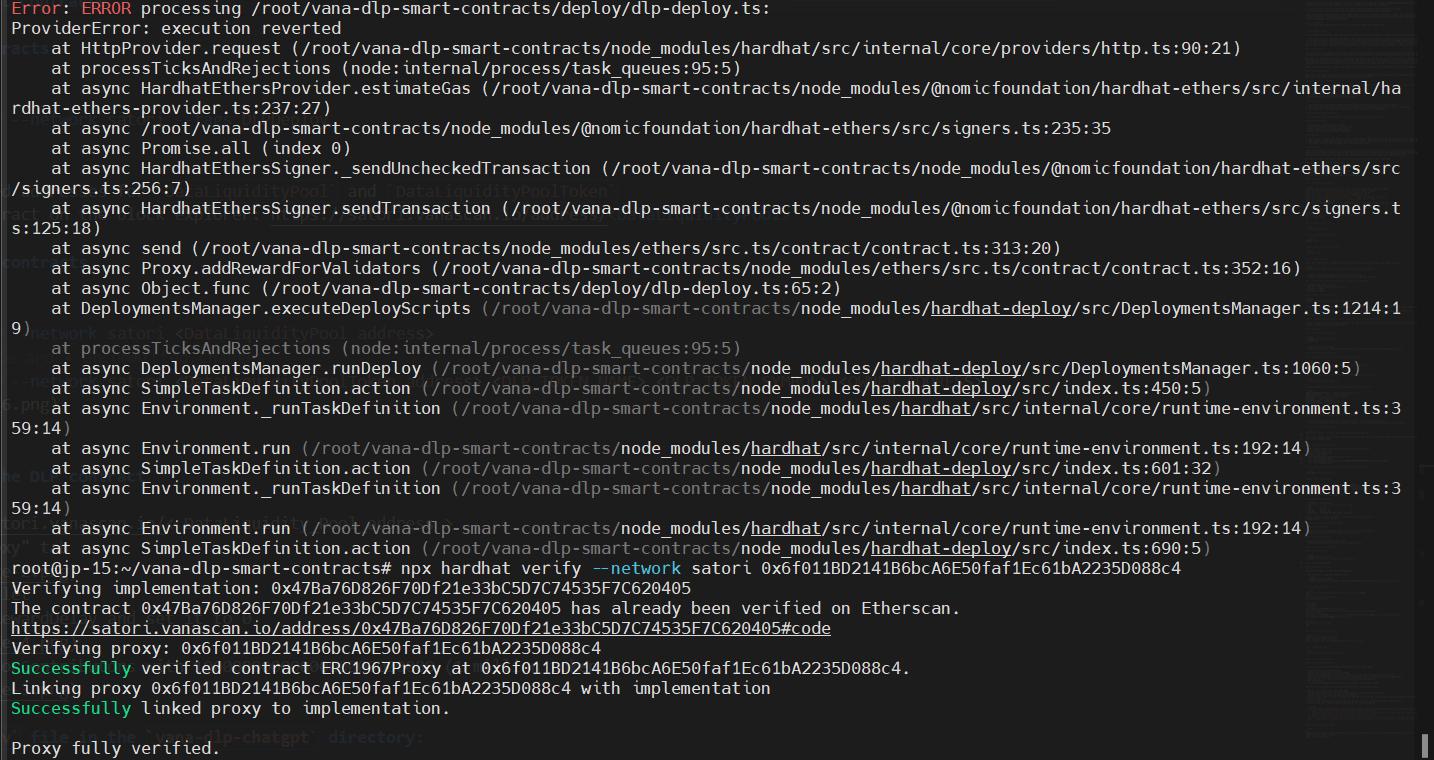 Error: ERROR processing /root/vana-dlp-smart-contracts/deploy/dlp-deploy.ts:
ProviderError: execution reverted
    at HttpProvider.request (/root/vana-dlp-smart-contracts/node_modules/hardhat/src/internal/core/providers/http.ts:90:21)
    at processTicksAndRejections (node:internal/process/task_queues:95:5)
    at async HardhatEthersProvider.estimateGas (/root/vana-dlp-smart-contracts/node_modules/@nomicfoundation/hardhat-ethers/src/internal/ha
rdhat-ethers-provider.ts:237:27)
    at async /root/vana-dlp-smart-contracts/node_modules/@nomicfoundation/hardhat-ethers/src/signers.ts:235:35
    at async Promise.all (index 0)
    at async HardhatEthersSigner._sendUncheckedTransaction (/root/vana-dlp-smart-contracts/node_modules/@nomicfoundation/hardhat-ethers/src
/signers.ts:256:7)
    at async HardhatEthersSigner.sendTransaction (/root/vana-dlp-smart-contracts/node_modules/@nomicfoundation/hardhat-ethers/src/signers.t
s:125:18)
    at async send (/root/vana-dlp-smart-contracts/node_modules/ethers/src.ts/contract/contract.ts:313:20)
    at async Proxy.addRewardForValidators (/root/vana-dlp-smart-contracts/node_modules/ethers/src.ts/contract/contract.ts:352:16)
    at async Object.func (/root/vana-dlp-smart-contracts/deploy/dlp-deploy.ts:65:2)
    at async DeploymentsManager.executeDeployScripts (/root/vana-dlp-smart-contracts/node_modules/hardhat-deploy/src/DeploymentsManager.ts:1214:1
9)
    at processTicksAndRejections (node:internal/process/task_queues:95:5)
    at async DeploymentsManager.runDeploy (/root/vana-dlp-smart-contracts/node_modules/hardhat-deploy/src/DeploymentsManager.ts:1060:5)
    at async SimpleTaskDefinition.action (/root/vana-dlp-smart-contracts/node_modules/hardhat-deploy/src/index.ts:450:5)
    at async Environment._runTaskDefinition (/root/vana-dlp-smart-contracts/node_modules/hardhat/src/internal/core/runtime-environment.ts:3
59:14)
    at async Environment.run (/root/vana-dlp-smart-contracts/node_modules/hardhat/src/internal/core/runtime-environment.ts:192:14)
    at async SimpleTaskDefinition.action (/root/vana-dlp-smart-contracts/node_modules/hardhat-deploy/src/index.ts:601:32)
    at async Environment._runTaskDefinition (/root/vana-dlp-smart-contracts/node_modules/hardhat/src/internal/core/runtime-environment.ts:3
59:14)
    at async Environment.run (/root/vana-dlp-smart-contracts/node_modules/hardhat/src/internal/core/runtime-environment.ts:192:14)
    at async SimpleTaskDefinition.action (/root/vana-dlp-smart-contracts/node_modules/hardhat-deploy/src/index.ts:690:5)
root@jp-15:~/vana-dlp-smart-contracts# npx hardhat verify --network satori 0x6f011BD2141B6bcA6E50faf1Ec61bA2235D088c4
Verifying implementation: 0x47Ba76D826F70Df21e33bC5D7C74535F7C620405
The contract 0x47Ba76D826F70Df21e33bC5D7C74535F7C620405 has already been verified on Etherscan.
https://satori.vanascan.io/address/0x47Ba76D826F70Df21e33bC5D7C74535F7C620405#code
Verifying proxy: 0x6f011BD2141B6bcA6E50faf1Ec61bA2235D088c4
Successfully verified contract ERC1967Proxy at 0x6f011BD2141B6bcA6E50faf1Ec61bA2235D088c4.
Linking proxy 0x6f011BD2141B6bcA6E50faf1Ec61bA2235D088c4 with implementation
Successfully linked proxy to implementation.
file in the `vana-dlp-chatgpt` directory:
Proxy fully verified.